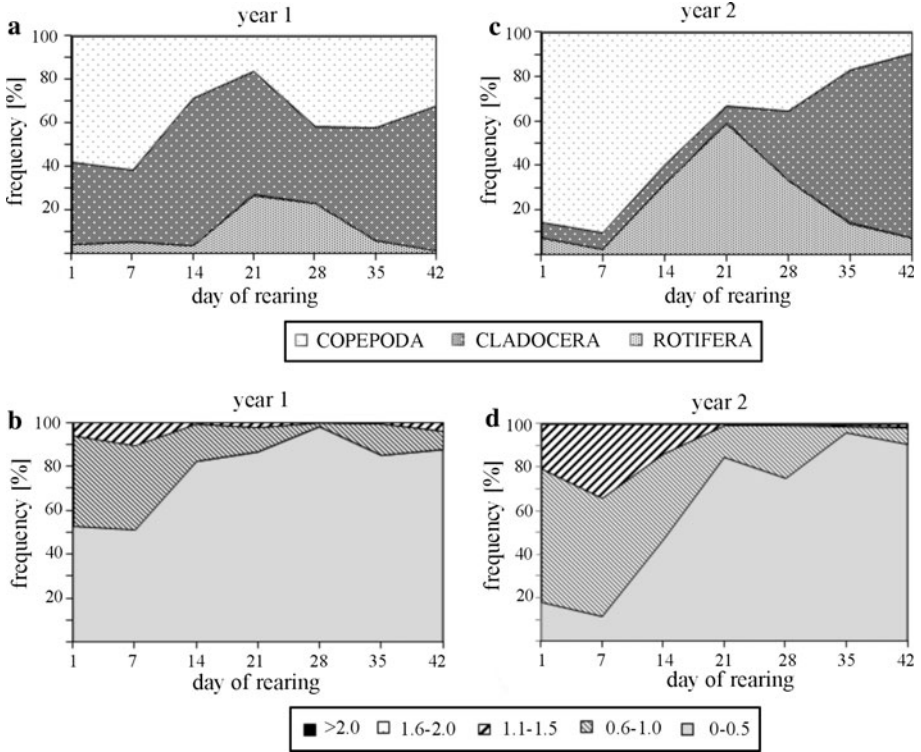 a
year 1
frequency [%]
100
80
60
40
20
1 7 14 21 28 35 42
day of rearing
c
year 2
frequency [%]
100
80
60
40
20
1 7 14 21 28 35 42
day of rearing
COPEPODA CLADOCERA ROTIFERA
b
year 1
frequency [%]
100
80
60
40
20
1 7 14 21 28 35 42
day of rearing
d
year 2
frequency [%]
100
80
60
40
20
1 7 14 21 28 35 42
day of rearing
>2.0 1.6-2.0 1.1-1.5 0.6-1.0 0-0.5